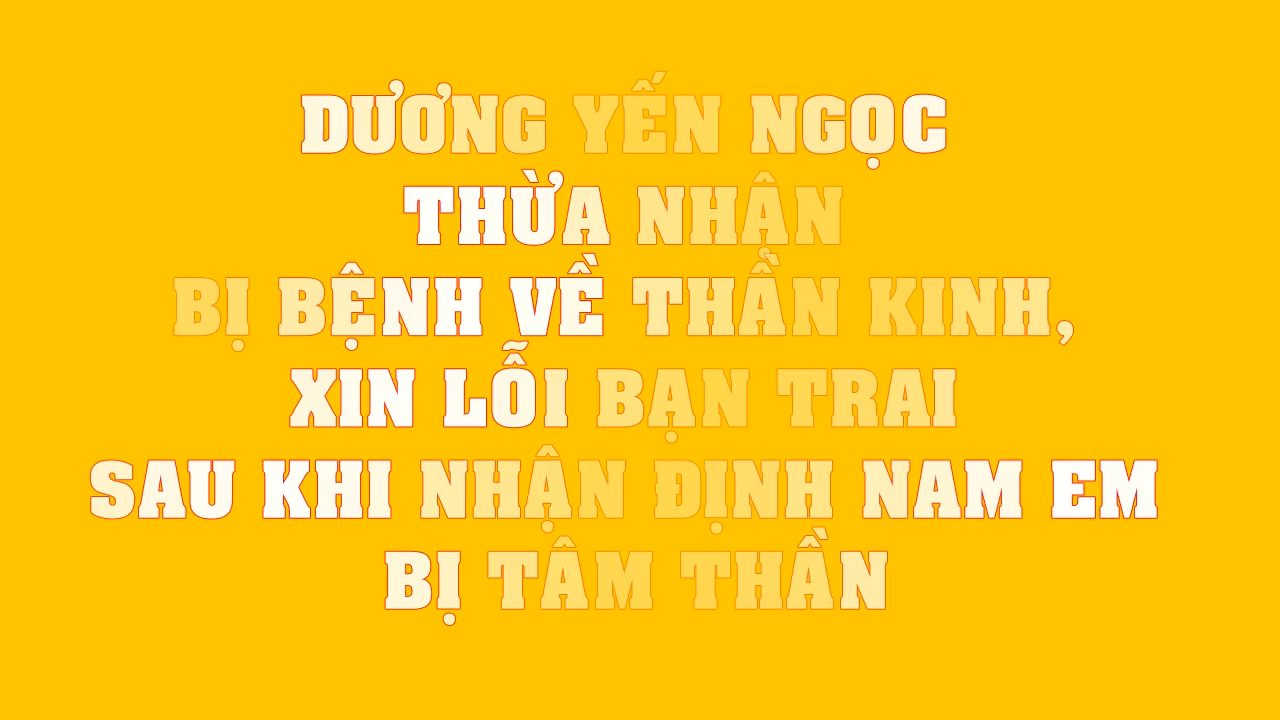 DƯƠNG YẾN NGỌC
THỪA NHẬN
BỊ BỆNH VỀ THẦN KINH,
XIN LỖI BẠN TRAI
SAU KHI NHẬN ĐỊNH NAM EM
BỊ TÂM THẦN